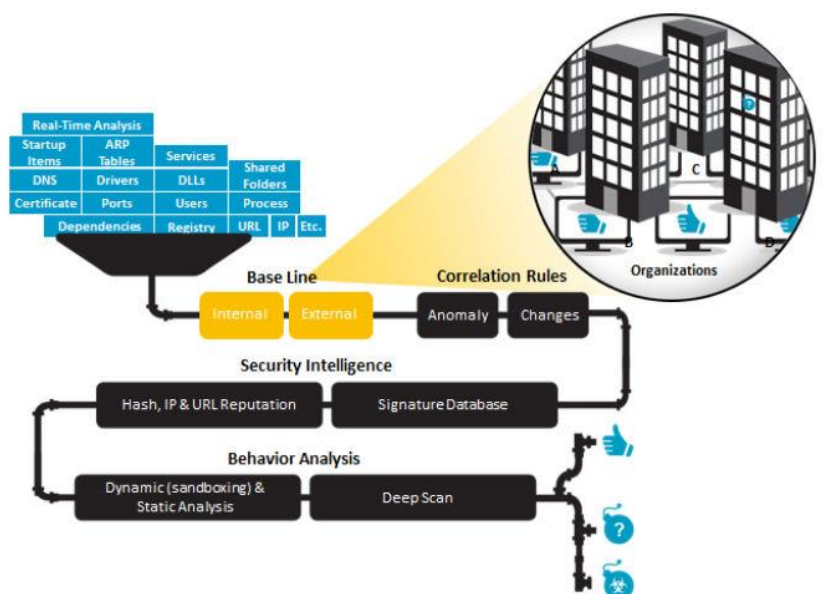 Real-Time Analysis
Startup Items
ARP Tables
Services
Shared Folders
DNS
Drivers
DLLs
Certificate
Ports
Users
Process
Dependencies
Registry
URL
IP
Etc.
A
C
B
D
Organizations
Base Line
Correlation Rules
Internal
External
Anomaly
Changes
Security Intelligence
Hash, IP & URL Reputation
Signature Database
Behavior Analysis
Dynamic (sandboxing) &
Static Analysis
Deep Scan
?
?